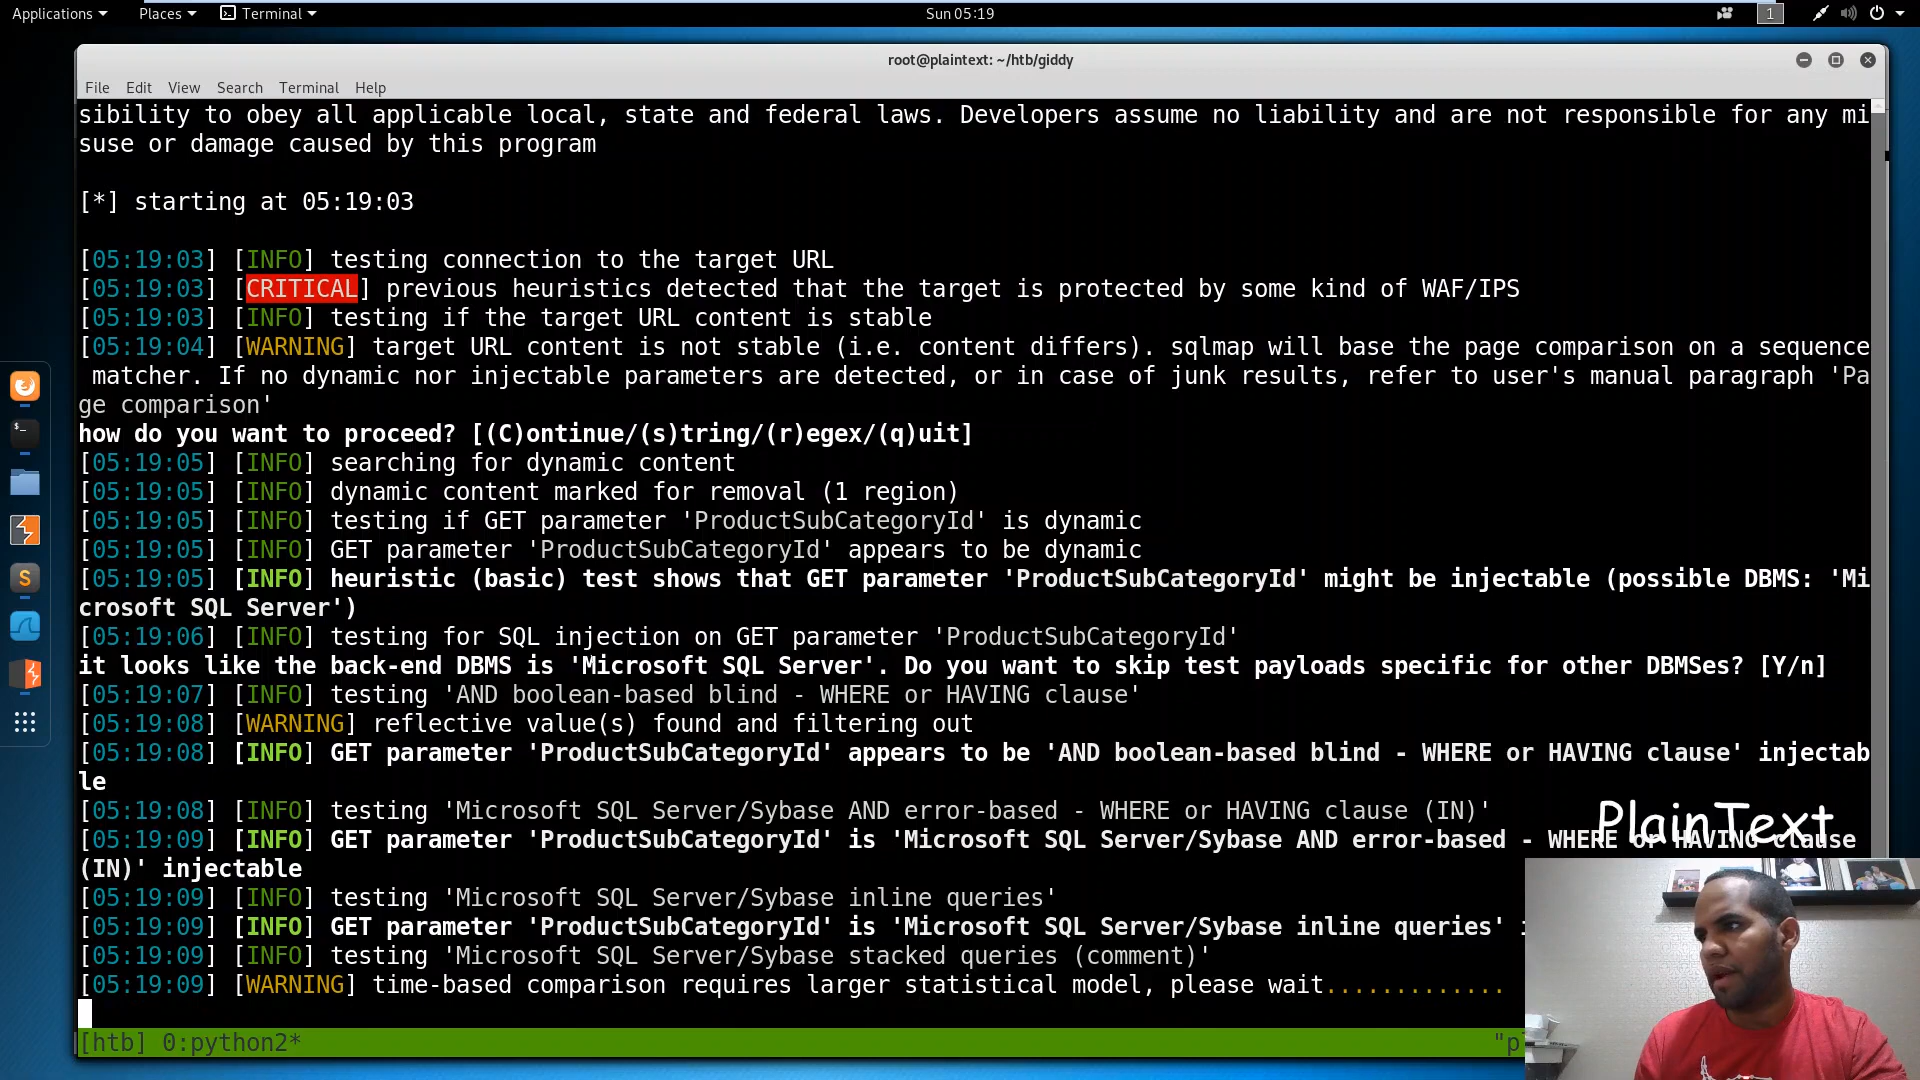 Applications Places Terminal Sun 05:19 1
root@plaintext: ~/htb/giddy
File Edit View Search Terminal Help
sibility to obey all applicable local, state and federal laws. Developers assume no liability and are not responsible for any mi
suse or damage caused by this program
[*] starting at 05:19:03
[05:19:03] [INFO] testing connection to the target URL
[05:19:03] [CRITICAL] previous heuristics detected that the target is protected by some kind of WAF/IPS
[05:19:03] [INFO] testing if the target URL content is stable
[05:19:04] [WARNING] target URL content is not stable (i.e. content differs). sqlmap will base the page comparison on a sequence
matcher. If no dynamic nor injectable parameters are detected, or in case of junk results, refer to user's manual paragraph 'Pa
ge comparison'
how do you want to proceed? [(C)ontinue/(s)tring/(r)egex/(q)uit]
[05:19:05] [INFO] searching for dynamic content
[05:19:05] [INFO] dynamic content marked for removal (1 region)
[05:19:05] [INFO] testing if GET parameter 'ProductSubCategoryId' is dynamic
[05:19:05] [INFO] GET parameter 'ProductSubCategoryId' appears to be dynamic
[05:19:05] [INFO] heuristic (basic) test shows that GET parameter 'ProductSubCategoryId' might be injectable (possible DBMS: 'Mi
crosoft SQL Server')
[05:19:06] [INFO] testing for SQL injection on GET parameter 'ProductSubCategoryId'
it looks like the back-end DBMS is 'Microsoft SQL Server'. Do you want to skip test payloads specific for other DBMSes? [Y/n]
[05:19:07] [INFO] testing 'AND boolean-based blind - WHERE or HAVING clause'
[05:19:08] [WARNING] reflective value(s) found and filtering out
[05:19:08] [INFO] GET parameter 'ProductSubCategoryId' appears to be 'AND boolean-based blind - WHERE or HAVING clause' injectab
le
[05:19:08] [INFO] testing 'Microsoft SQL Server/Sybase AND error-based - WHERE or HAVING clause (IN)'
PlainText
[05:19:09] [INFO] GET parameter 'ProductSubCategoryId' is 'Microsoft SQL Server/Sybase AND error-based - WHERE or HAVING clause
(IN)' injectable
[05:19:09] [INFO] testing 'Microsoft SQL Server/Sybase inline queries'
[05:19:09] [INFO] GET parameter 'ProductSubCategoryId' is 'Microsoft SQL Server/Sybase inline queries'
[05:19:09] [INFO] testing 'Microsoft SQL Server/Sybase stacked queries (comment)'
[05:19:09] [WARNING] time-based comparison requires larger statistical model, please wait.............
[htb] 0:python2* "p